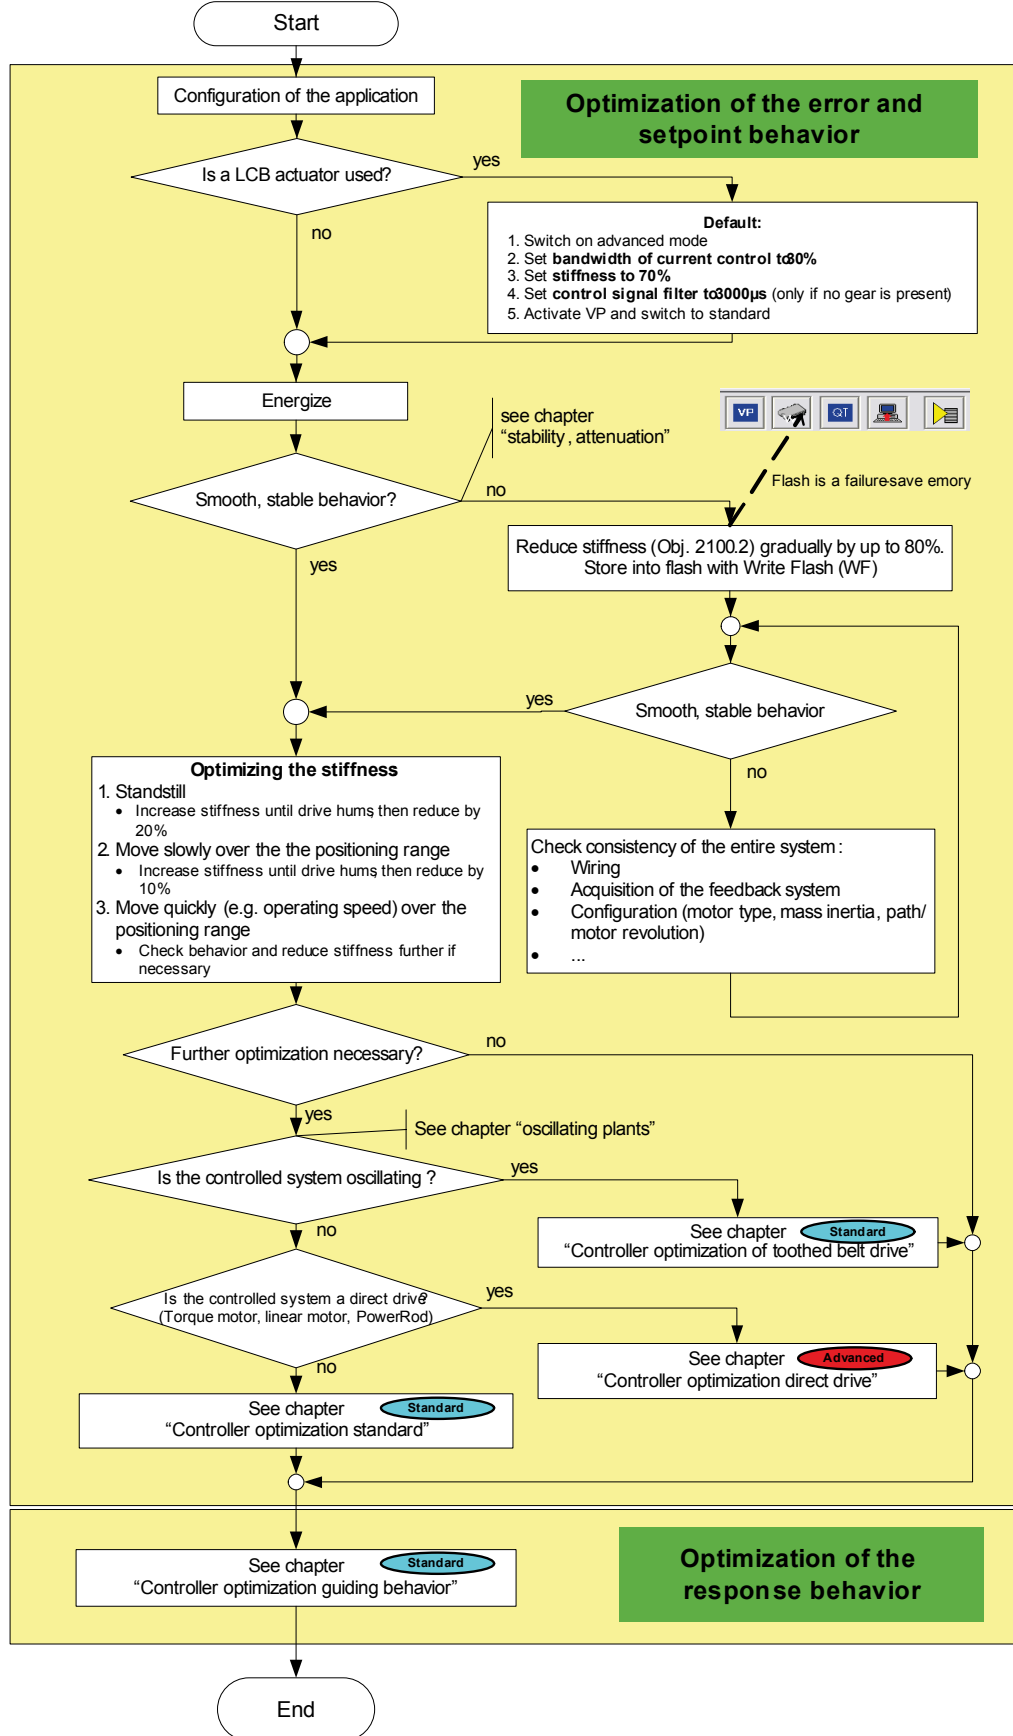 Start
Configuration of the application
Optimization of the error and
setpoint behavior
Is a LCB actuator used?
yes
no
Default:
1. Switch on advanced mode
2. Set bandwidth of current control to80%
3. Set stiffness to 70%
4. Set control signal filter to3000µs (only if no gear is present)
5. Activate VP and switch to standard
Energize
see chapter
“stability, attenuation”
VP
QT
Flash is a failure-save emory
Smooth, stable behavior?
no
yes
Reduce stiffness (Obj. 2100.2) gradually by up to 80%.
Store into flash with Write Flash (WF)
yes
Smooth, stable behavior
no
Optimizing the stiffness
1. Standstill
• Increase stiffness until drive hums, then reduce by
20%
2. Move slowly over the the positioning range
• Increase stiffness until drive hums, then reduce by
10%
3. Move quickly (e.g. operating speed) over the
positioning range
• Check behavior and reduce stiffness further if
necessary
Check consistency of the entire system:
• Wiring
• Acquisition of the feedback system
• Configuration (motor type, mass inertia, path/
motor revolution)
• ...
Further optimization necessary?
no
yes
See chapter “oscillating plants”
Is the controlled system oscillating ?
yes
no
See chapter Standard
“Controller optimization of toothed belt drive”
Is the controlled system a direct drive?
(Torque motor, linear motor, PowerRod)
yes
no
See chapter Advanced
“Controller optimization direct drive”
See chapter Standard
“Controller optimization standard”
See chapter Standard
“Controller optimization guiding behavior”
Optimization of the
response behavior
End